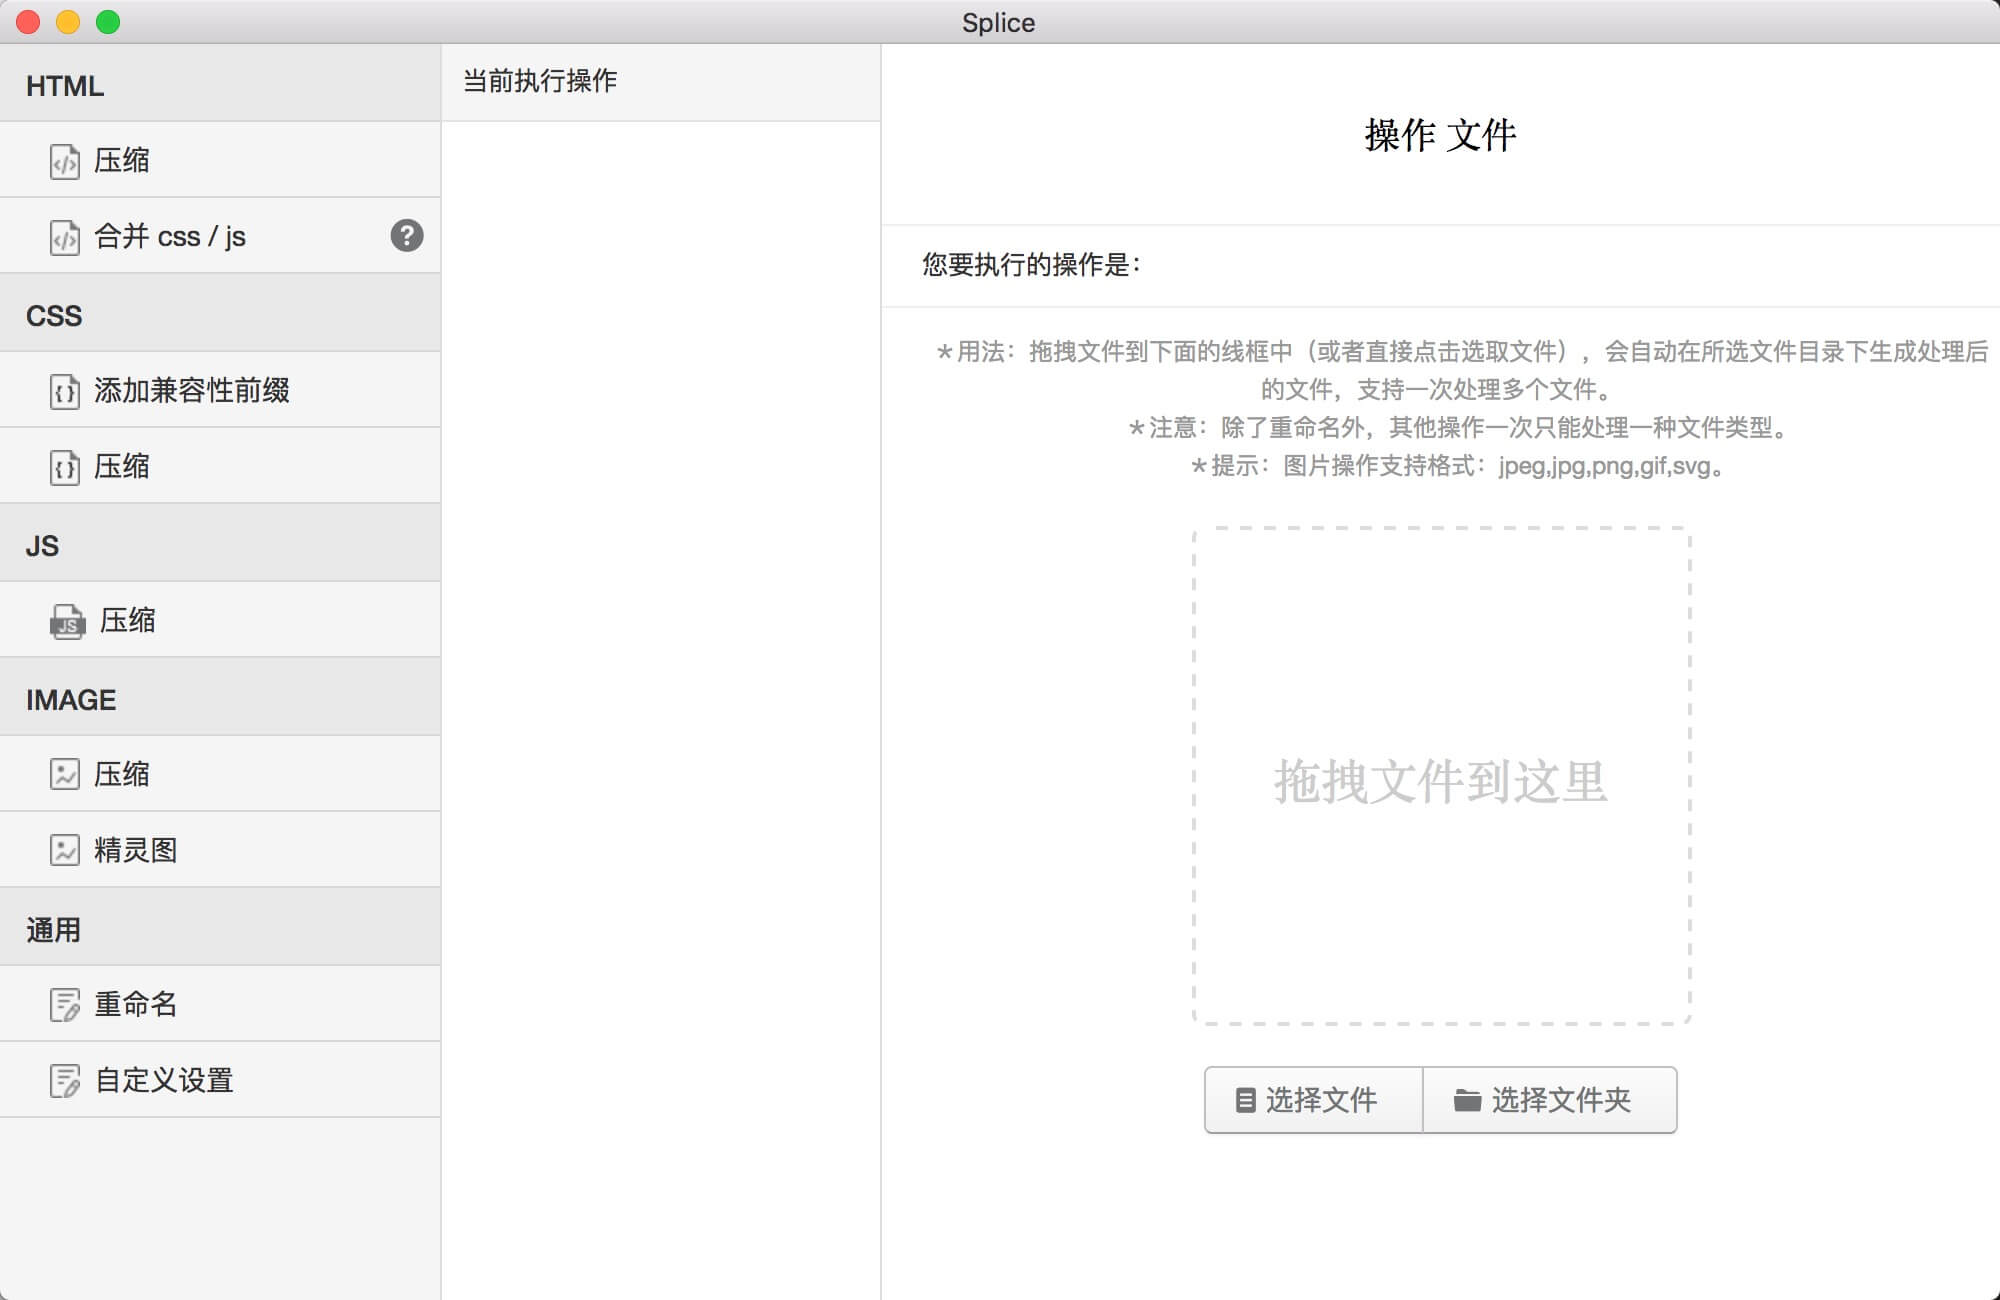 Splice
HTML
压缩
合并 css / js
?
CSS
添加兼容性前缀
压缩
JS
JS 压缩
IMAGE
压缩
精灵图
通用
重命名
自定义设置
当前执行操作
操作 文件
您要执行的操作是：
*用法：拖拽文件到下面的线框中（或者直接点击选取文件），会自动在所选文件目录下生成处理后
的文件，支持一次处理多个文件。
*注意：除了重命名外，其他操作一次只能处理一种文件类型。
*提示：图片操作支持格式：jpeg,jpg,png,gif,svg。
拖拽文件到这里
选择文件
选择文件夹